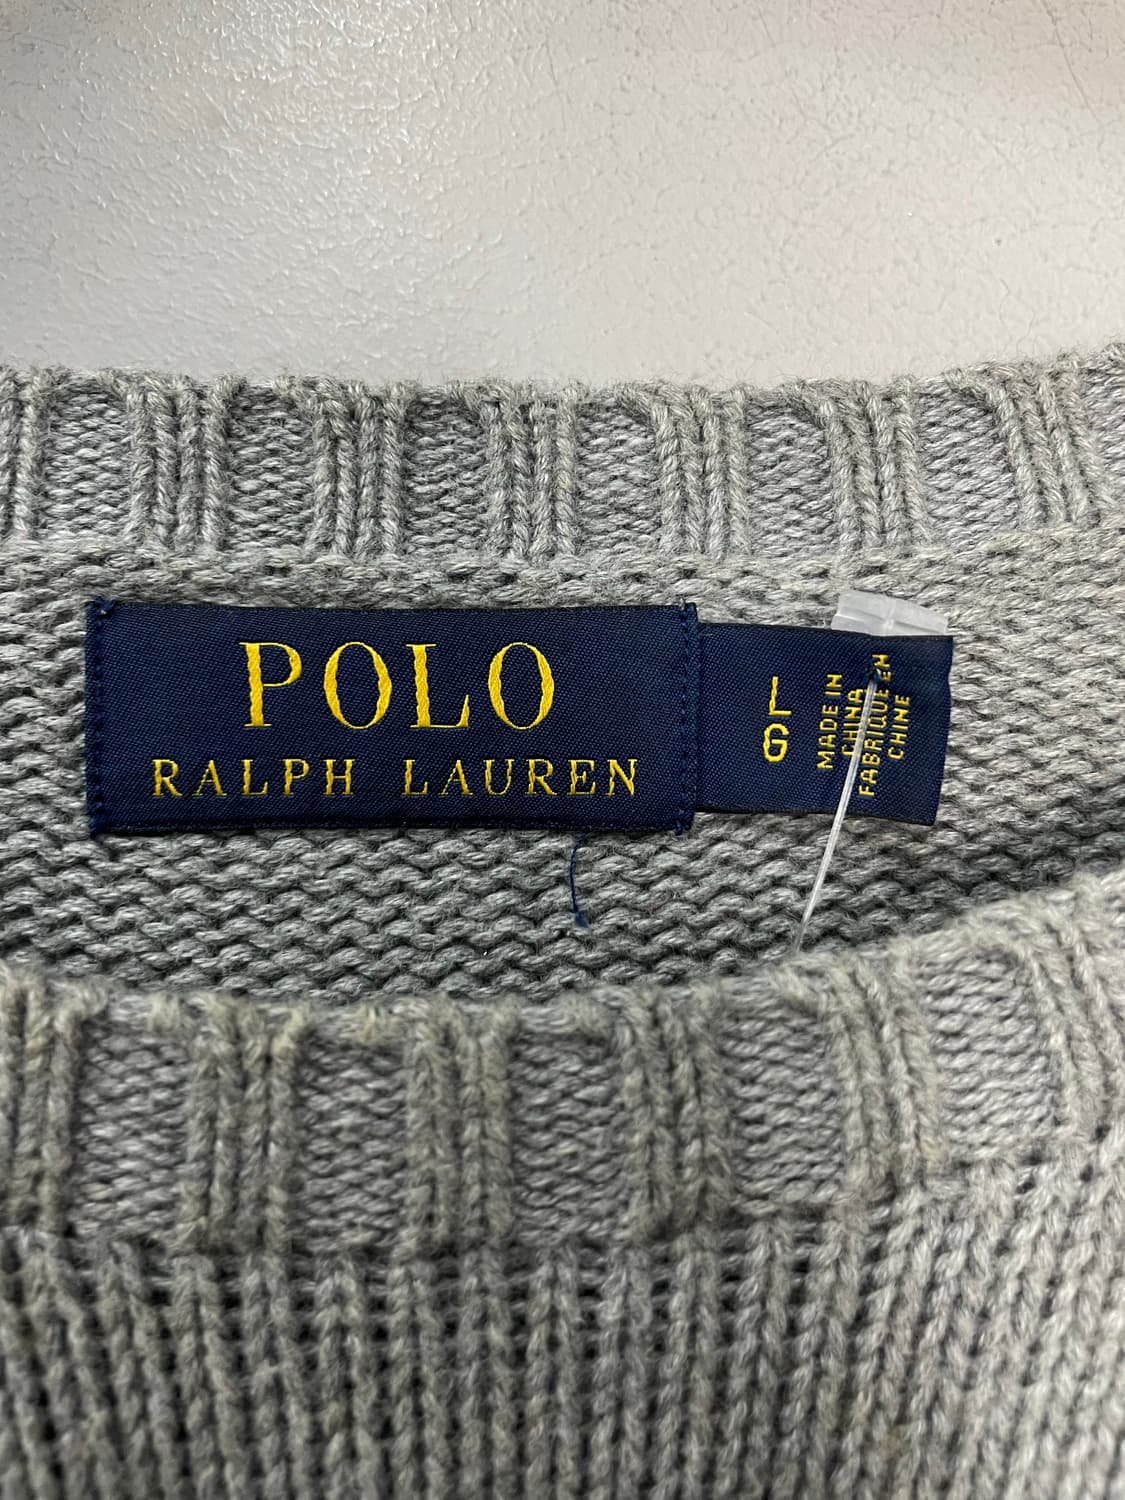 POLO
RALPH LAUREN
L
G
MADE IN
CHINA
FABRIQUE EN
CHINE